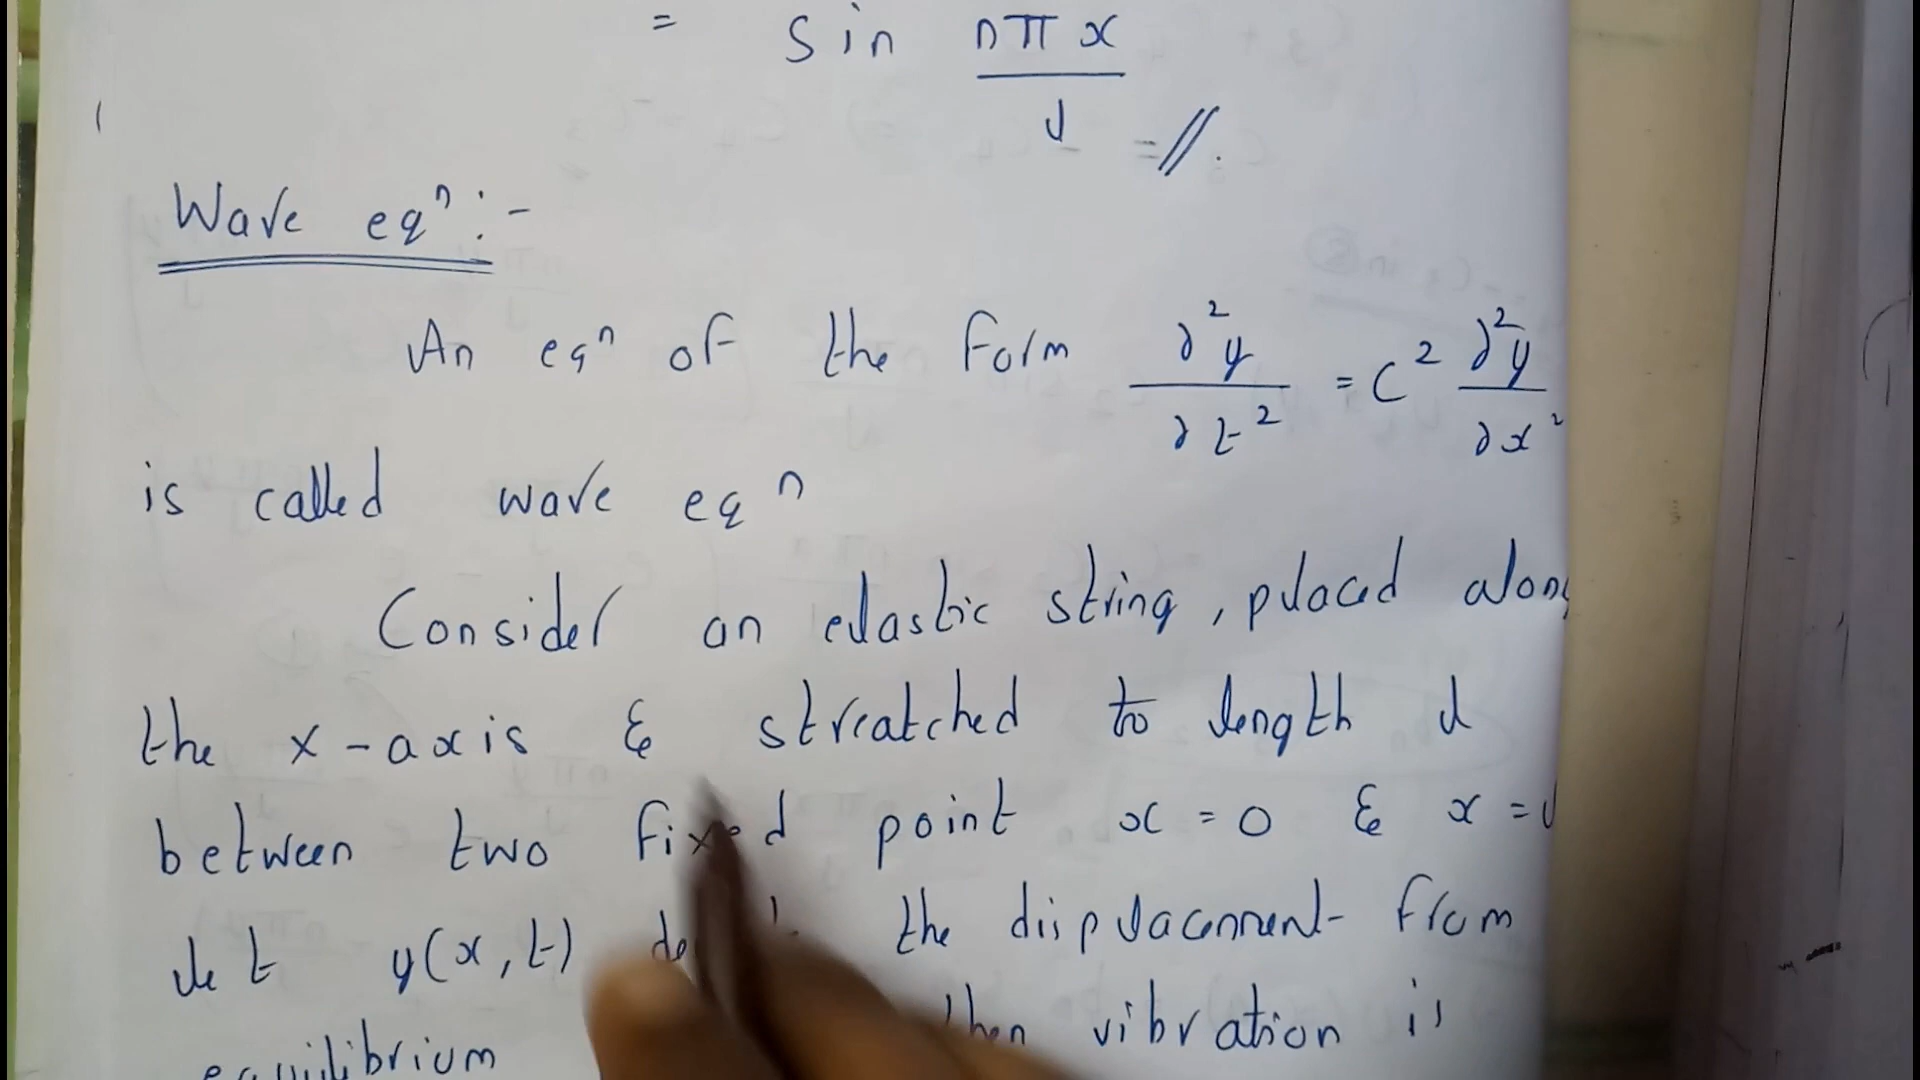 = sin nπx / l =//.
Wave eqⁿ:-
An eqⁿ of the form ∂²y/∂t² = c² ∂²y/∂x²
is called wave eqⁿ
Consider an elastic string, placed along
the x-axis & streatched to length l
between two fixed point x = 0 & x = l
let y(x,t) the displacement from
equilibrium vibration is